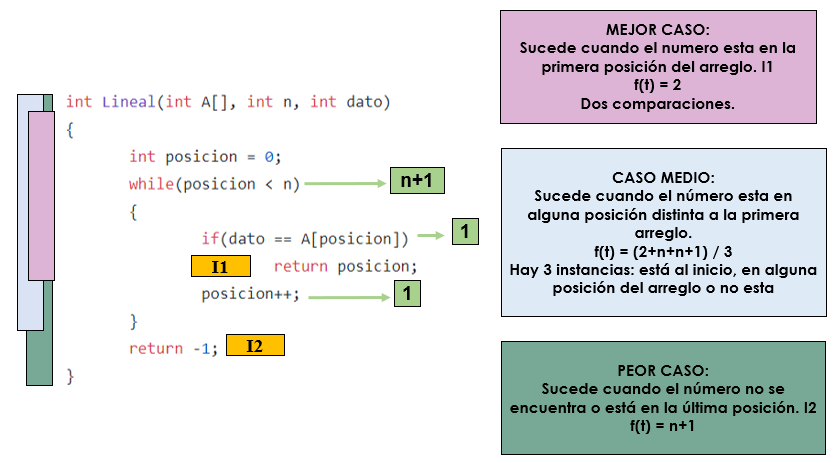 int Lineal(int A[], int n, int dato)
{
int posicion = 0;
while(posicion < n) n+1
{
if(dato == A[posicion]) 1
I1 return posicion;
posicion++; 1
}
return -1; I2
}
MEJOR CASO:
Sucede cuando el numero esta en la
primera posición del arreglo. I1
f(t) = 2
Dos comparaciones.
CASO MEDIO:
Sucede cuando el número esta en
alguna posición distinta a la primera
arreglo.
f(t) = (2+n+n+1) / 3
Hay 3 instancias: está al inicio, en alguna
posición del arreglo o no esta
PEOR CASO:
Sucede cuando el número no se
encuentra o está en la última posición. I2
f(t) = n+1